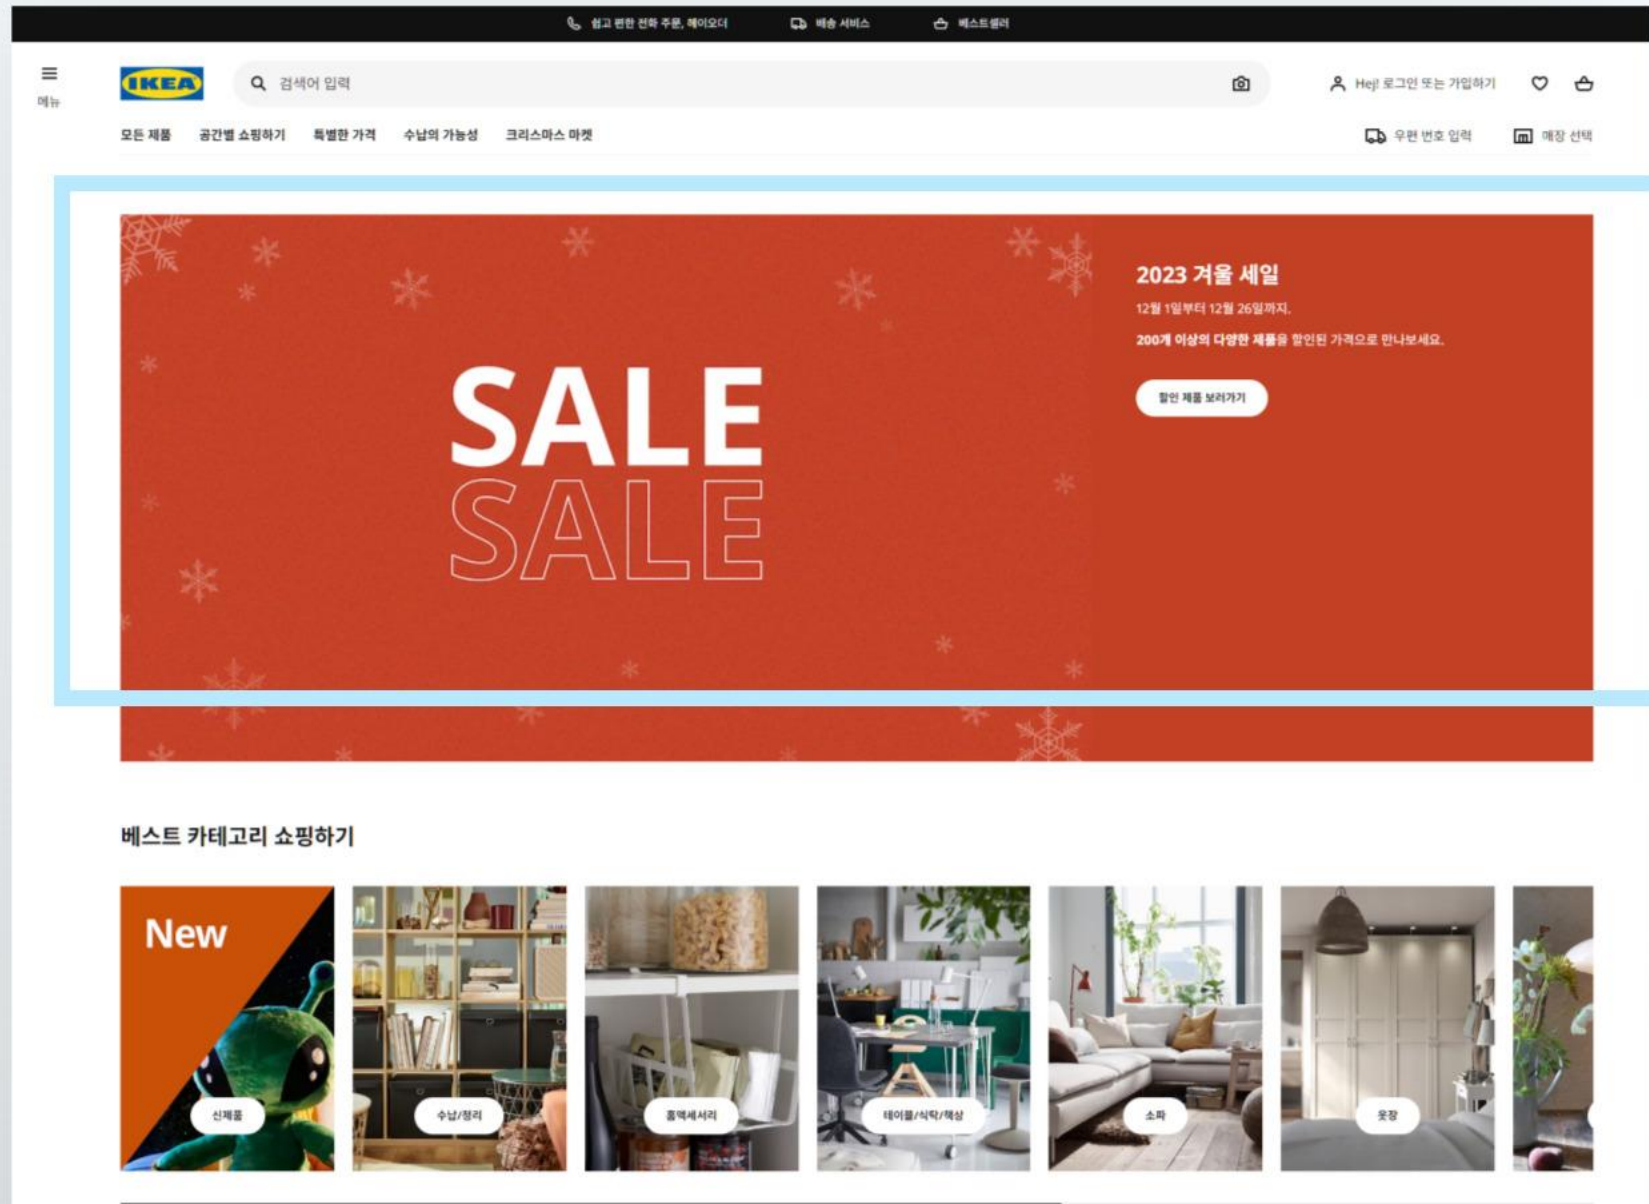 쉽고 편한 전화 주문, 헤이오더
배송 서비스
베스트셀러
메뉴
IKEA
검색어 입력
Hej! 로그인 또는 가입하기
모든 제품
공간별 쇼핑하기
특별한 가격
수납의 가능성
크리스마스 마켓
우편 번호 입력
매장 선택
2023 겨울 세일
12월 1일부터 12월 26일까지.
200개 이상의 다양한 제품을 할인된 가격으로 만나보세요.
할인 제품 보러가기
SALE
SALE
베스트 카테고리 쇼핑하기
New
신제품
수납/정리
홈액세서리
테이블/식탁/책상
소파
옷장